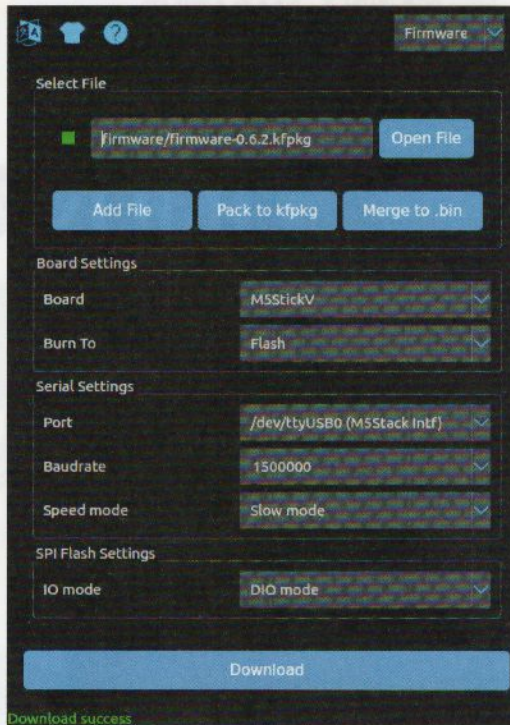 Firmware
Select File
firmware/firmware-0.6.2.kfpkg
Open File
Add File
Pack to kfpkg
Merge to .bin
Board Settings
Board
M5StickV
Burn To
Flash
Serial Settings
Port
/dev/ttyUSB0 (M5Stack Intf)
Baudrate
1500000
Speed mode
Slow mode
SPI Flash Settings
IO mode
DIO mode
Download
Download success